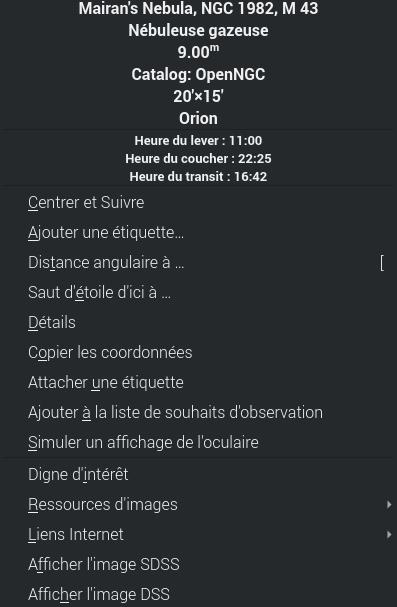 Mairan's Nebula, NGC 1982, M 43
Nébuleuse gazeuse
9.00ᵐ
Catalog: OpenNGC
20'×15'
Orion
Heure du lever : 11:00
Heure du coucher : 22:25
Heure du transit : 16:42
Centrer et Suivre
Ajouter une étiquette...
Distance angulaire à ... [
Saut d'étoile d'ici à ...
Détails
Copier les coordonnées
Attacher une étiquette
Ajouter à la liste de souhaits d'observation
Simuler un affichage de l'oculaire
Digne d'intérêt
Ressources d'images
Liens Internet
Afficher l'image SDSS
Afficher l'image DSS